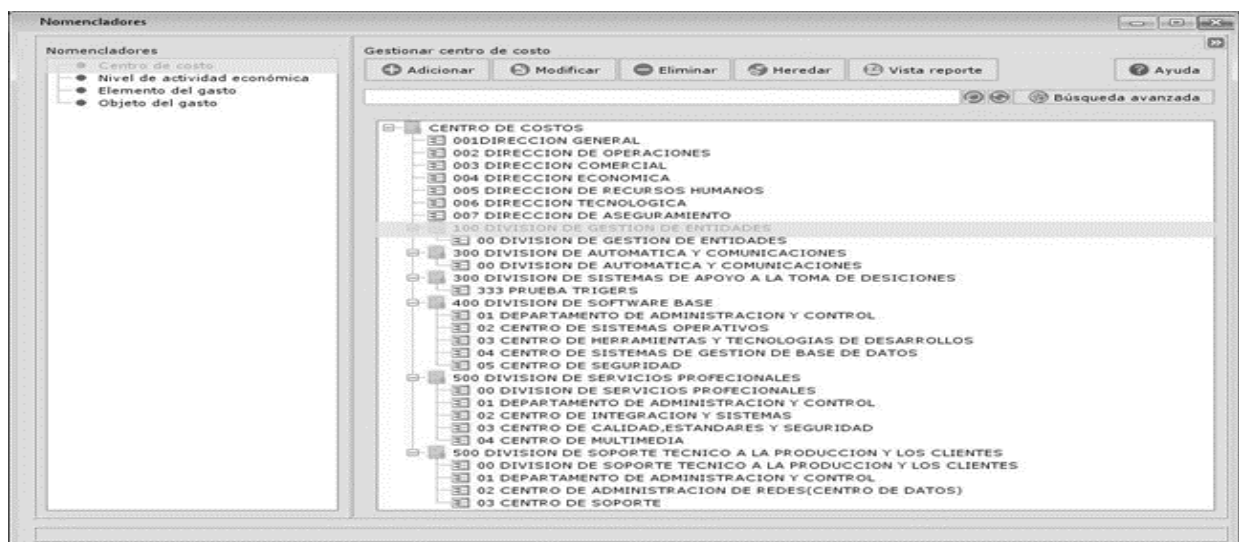 Nomencladores
Nomencladores
Centro de costo
Nivel de actividad económica
Elemento del gasto
Objeto del gasto
Gestionar centro de costo
Adicionar Modificar Eliminar Heredar Vista reporte Ayuda
Búsqueda avanzada
CENTRO DE COSTOS
001DIRECCION GENERAL
002 DIRECCION DE OPERACIONES
003 DIRECCION COMERCIAL
004 DIRECCION ECONOMICA
005 DIRECCION DE RECURSOS HUMANOS
006 DIRECCION TECNOLOGICA
007 DIRECCION DE ASEGURAMIENTO
100 DIVISION DE GESTION DE ENTIDADES
00 DIVISION DE GESTION DE ENTIDADES
300 DIVISION DE AUTOMATICA Y COMUNICACIONES
00 DIVISION DE AUTOMATICA Y COMUNICACIONES
300 DIVISION DE SISTEMAS DE APOYO A LA TOMA DE DESICIONES
333 PRUEBA TRIGERS
400 DIVISION DE SOFTWARE BASE
01 DEPARTAMENTO DE ADMINISTRACION Y CONTROL
02 CENTRO DE SISTEMAS OPERATIVOS
03 CENTRO DE HERRAMIENTAS Y TECNOLOGIAS DE DESARROLLOS
04 CENTRO DE SISTEMAS DE GESTION DE BASE DE DATOS
05 CENTRO DE SEGURIDAD
500 DIVISION DE SERVICIOS PROFECIONALES
00 DIVISION DE SERVICIOS PROFECIONALES
01 DEPARTAMENTO DE ADMINISTRACION Y CONTROL
02 CENTRO DE INTEGRACION Y SISTEMAS
03 CENTRO DE CALIDAD,ESTANDARES Y SEGURIDAD
04 CENTRO DE MULTIMEDIA
500 DIVISION DE SOPORTE TECNICO A LA PRODUCCION Y LOS CLIENTES
00 DIVISION DE SOPORTE TECNICO A LA PRODUCCION Y LOS CLIENTES
01 DEPARTAMENTO DE ADMINISTRACION Y CONTROL
02 CENTRO DE ADMINISTRACION DE REDES(CENTRO DE DATOS)
03 CENTRO DE SOPORTE